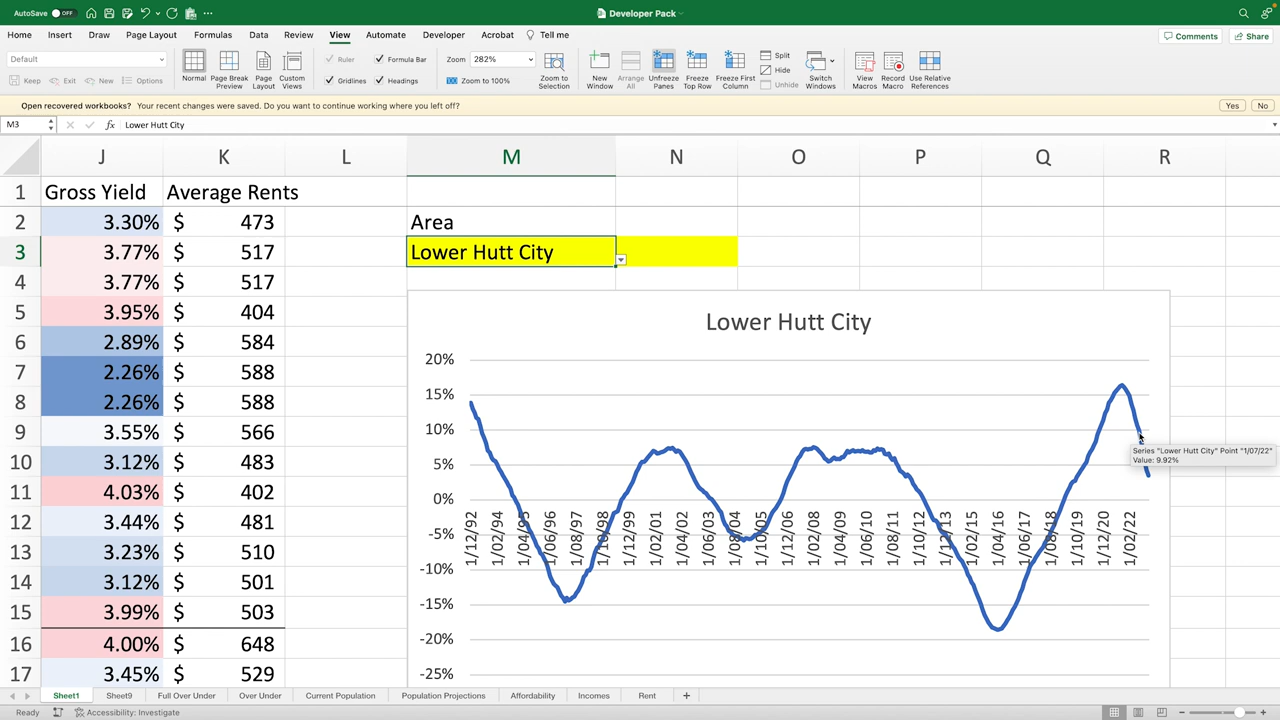 AutoSave OFF Developer Pack
Home Insert Draw Page Layout Formulas Data Review View Automate Developer Acrobat Tell me Comments Share
Default Keep Exit New Options
Normal Page Break Preview Page Layout Custom Views
Ruler Formula Bar Gridlines Headings
Zoom 282% Zoom to 100% Zoom to Selection
New Window Arrange All Unfreeze Panes Freeze Top Row Freeze First Column Split Hide Unhide Switch Windows
View Macros Record Macro Use Relative References
Open recovered workbooks? Your recent changes were saved. Do you want to continue working where you left off? Yes No
M3 fx Lower Hutt City
J K L M N O P Q R
1 Gross Yield Average Rents
2 3.30% $ 473 Area
3 3.77% $ 517 Lower Hutt City
4 3.77% $ 517
5 3.95% $ 404
6 2.89% $ 584
7 2.26% $ 588
8 2.26% $ 588
9 3.55% $ 566
10 3.12% $ 483
11 4.03% $ 402
12 3.44% $ 481
13 3.23% $ 510
14 3.12% $ 501
15 3.99% $ 503
16 4.00% $ 648
17 3.45% $ 529
Lower Hutt City
20%
15%
10%
5%
0%
-5%
-10%
-15%
-20%
-25%
1/12/92 1/02/94 1/04/95 1/06/96 1/08/97 1/10/98 1/12/99 1/02/01 1/04/02 1/06/03 1/08/04 1/10/05 1/12/06 1/02/08 1/04/09 1/06/10 1/08/11 1/10/12 1/12/13 1/02/15 1/04/16 1/06/17 1/08/18 1/10/19 1/12/20 1/02/22
Series "Lower Hutt City" Point "1/07/22"
Value: 9.92%
Sheet1 Sheet9 Full Over Under Over Under Current Population Population Projections Affordability Incomes Rent
Ready Accessibility: Investigate